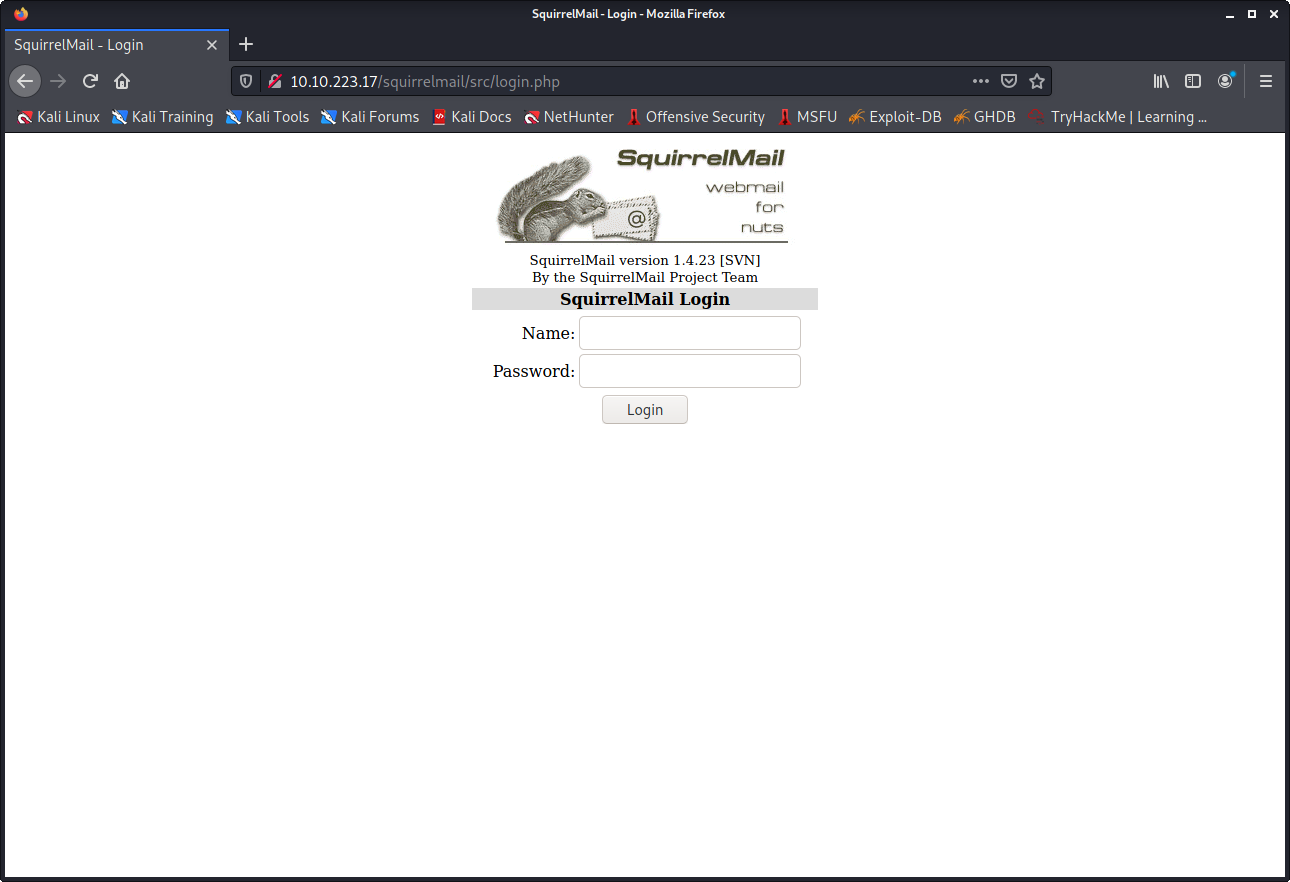 SquirrelMail - Login - Mozilla Firefox
SquirrelMail - Login
10.10.223.17/squirrelmail/src/login.php
Kali Linux Kali Training Kali Tools Kali Forums Kali Docs NetHunter Offensive Security MSFU Exploit-DB GHDB TryHackMe | Learning ...
SquirrelMail
webmail
for
nuts
@
SquirrelMail version 1.4.23 [SVN]
By the SquirrelMail Project Team
SquirrelMail Login
Name:
Password:
Login